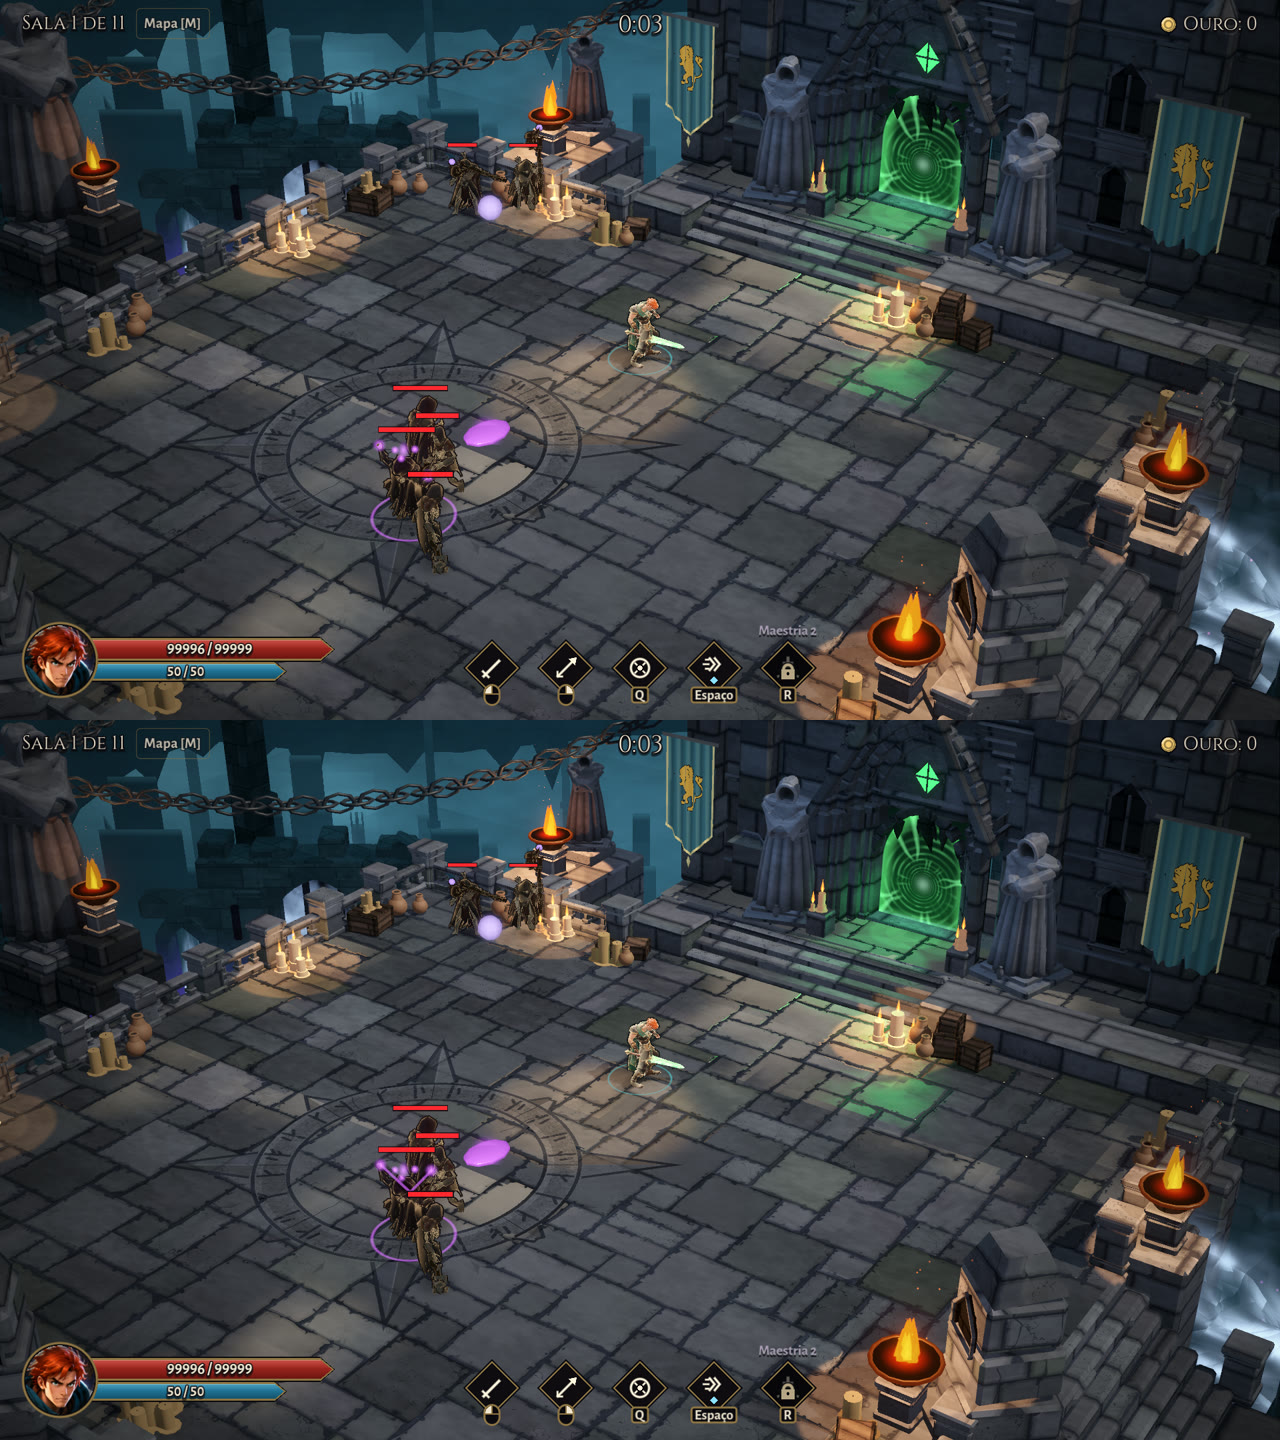 SALA 1 DE 11
Mapa [M]
0:03
OURO: 0
99996/99999
50/50
Maestria 2
Q
Espaço
R
SALA 1 DE 11
Mapa [M]
0:03
OURO: 0
99996/99999
50/50
Maestria 2
Q
Espaço
R